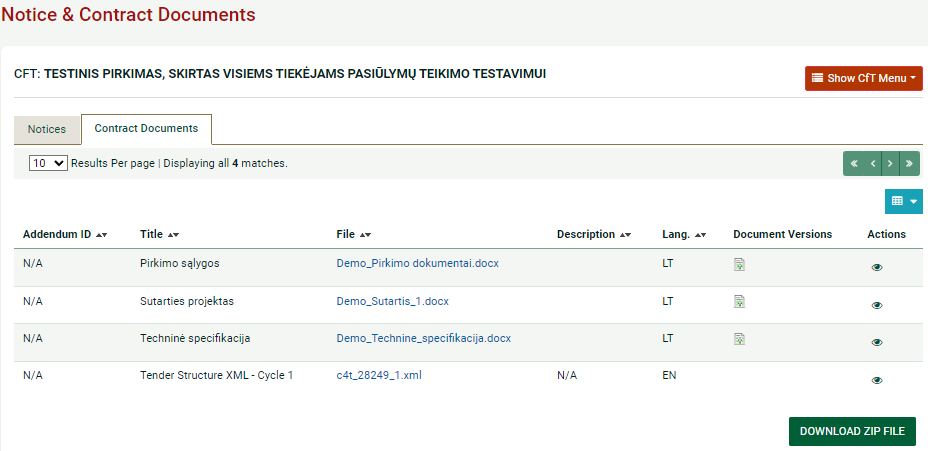 Notice & Contract Documents
CFT: TESTINIS PIRKIMAS, SKIRTAS VISIEMS TIEKĖJAMS PASIŪLYMŲ TEIKIMO TESTAVIMUI
Show CfT Menu
Notices Contract Documents
10 Results Per page | Displaying all 4 matches.
« ‹ › »
Addendum ID Title File Description Lang. Document Versions Actions
N/A Pirkimo sąlygos Demo_Pirkimo dokumentai.docx LT
N/A Sutarties projektas Demo_Sutartis_1.docx LT
N/A Techninė specifikacija Demo_Technine_specifikacija.docx LT
N/A Tender Structure XML - Cycle 1 c4t_28249_1.xml N/A EN
DOWNLOAD ZIP FILE